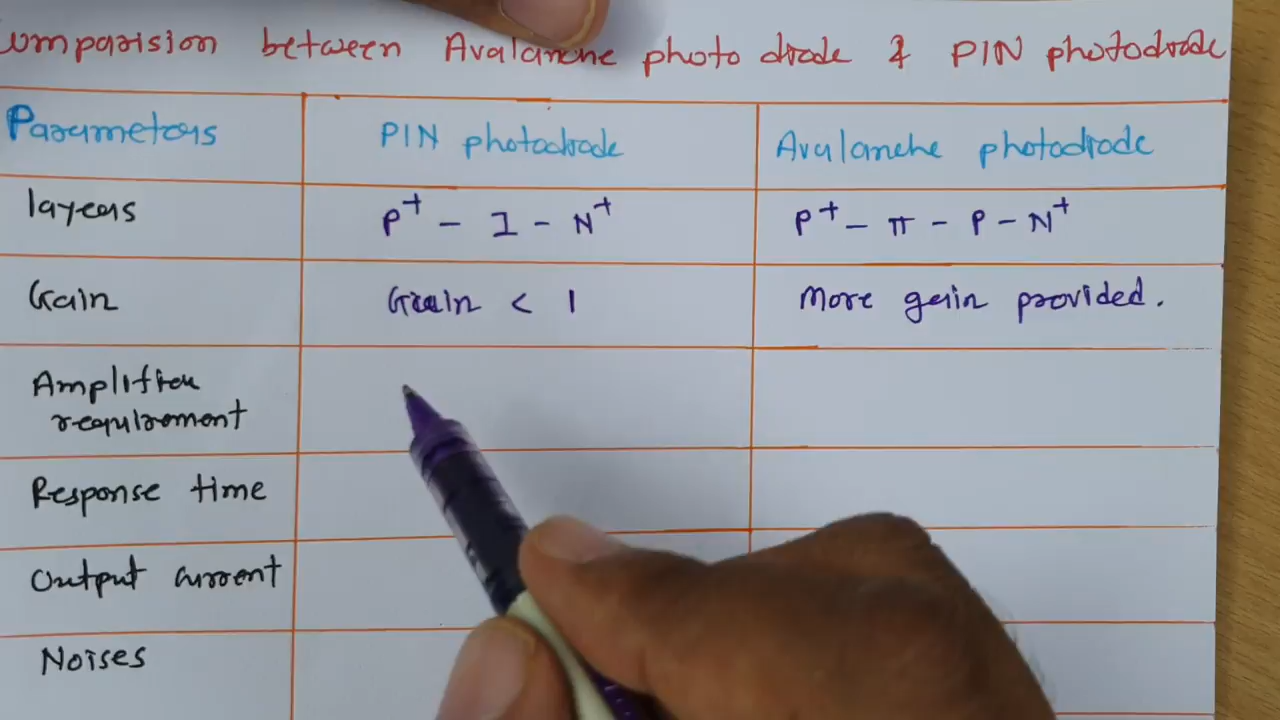 Comparision between Avalanche photo diode & PIN photodiode
Parameters PIN photodiode Avalanche photodiode
layers P+ - I - N+ P+ - π - P - N+
Gain Gain < 1 More gain provided.
Amplifier
requirement
Response time
Output current
Noises